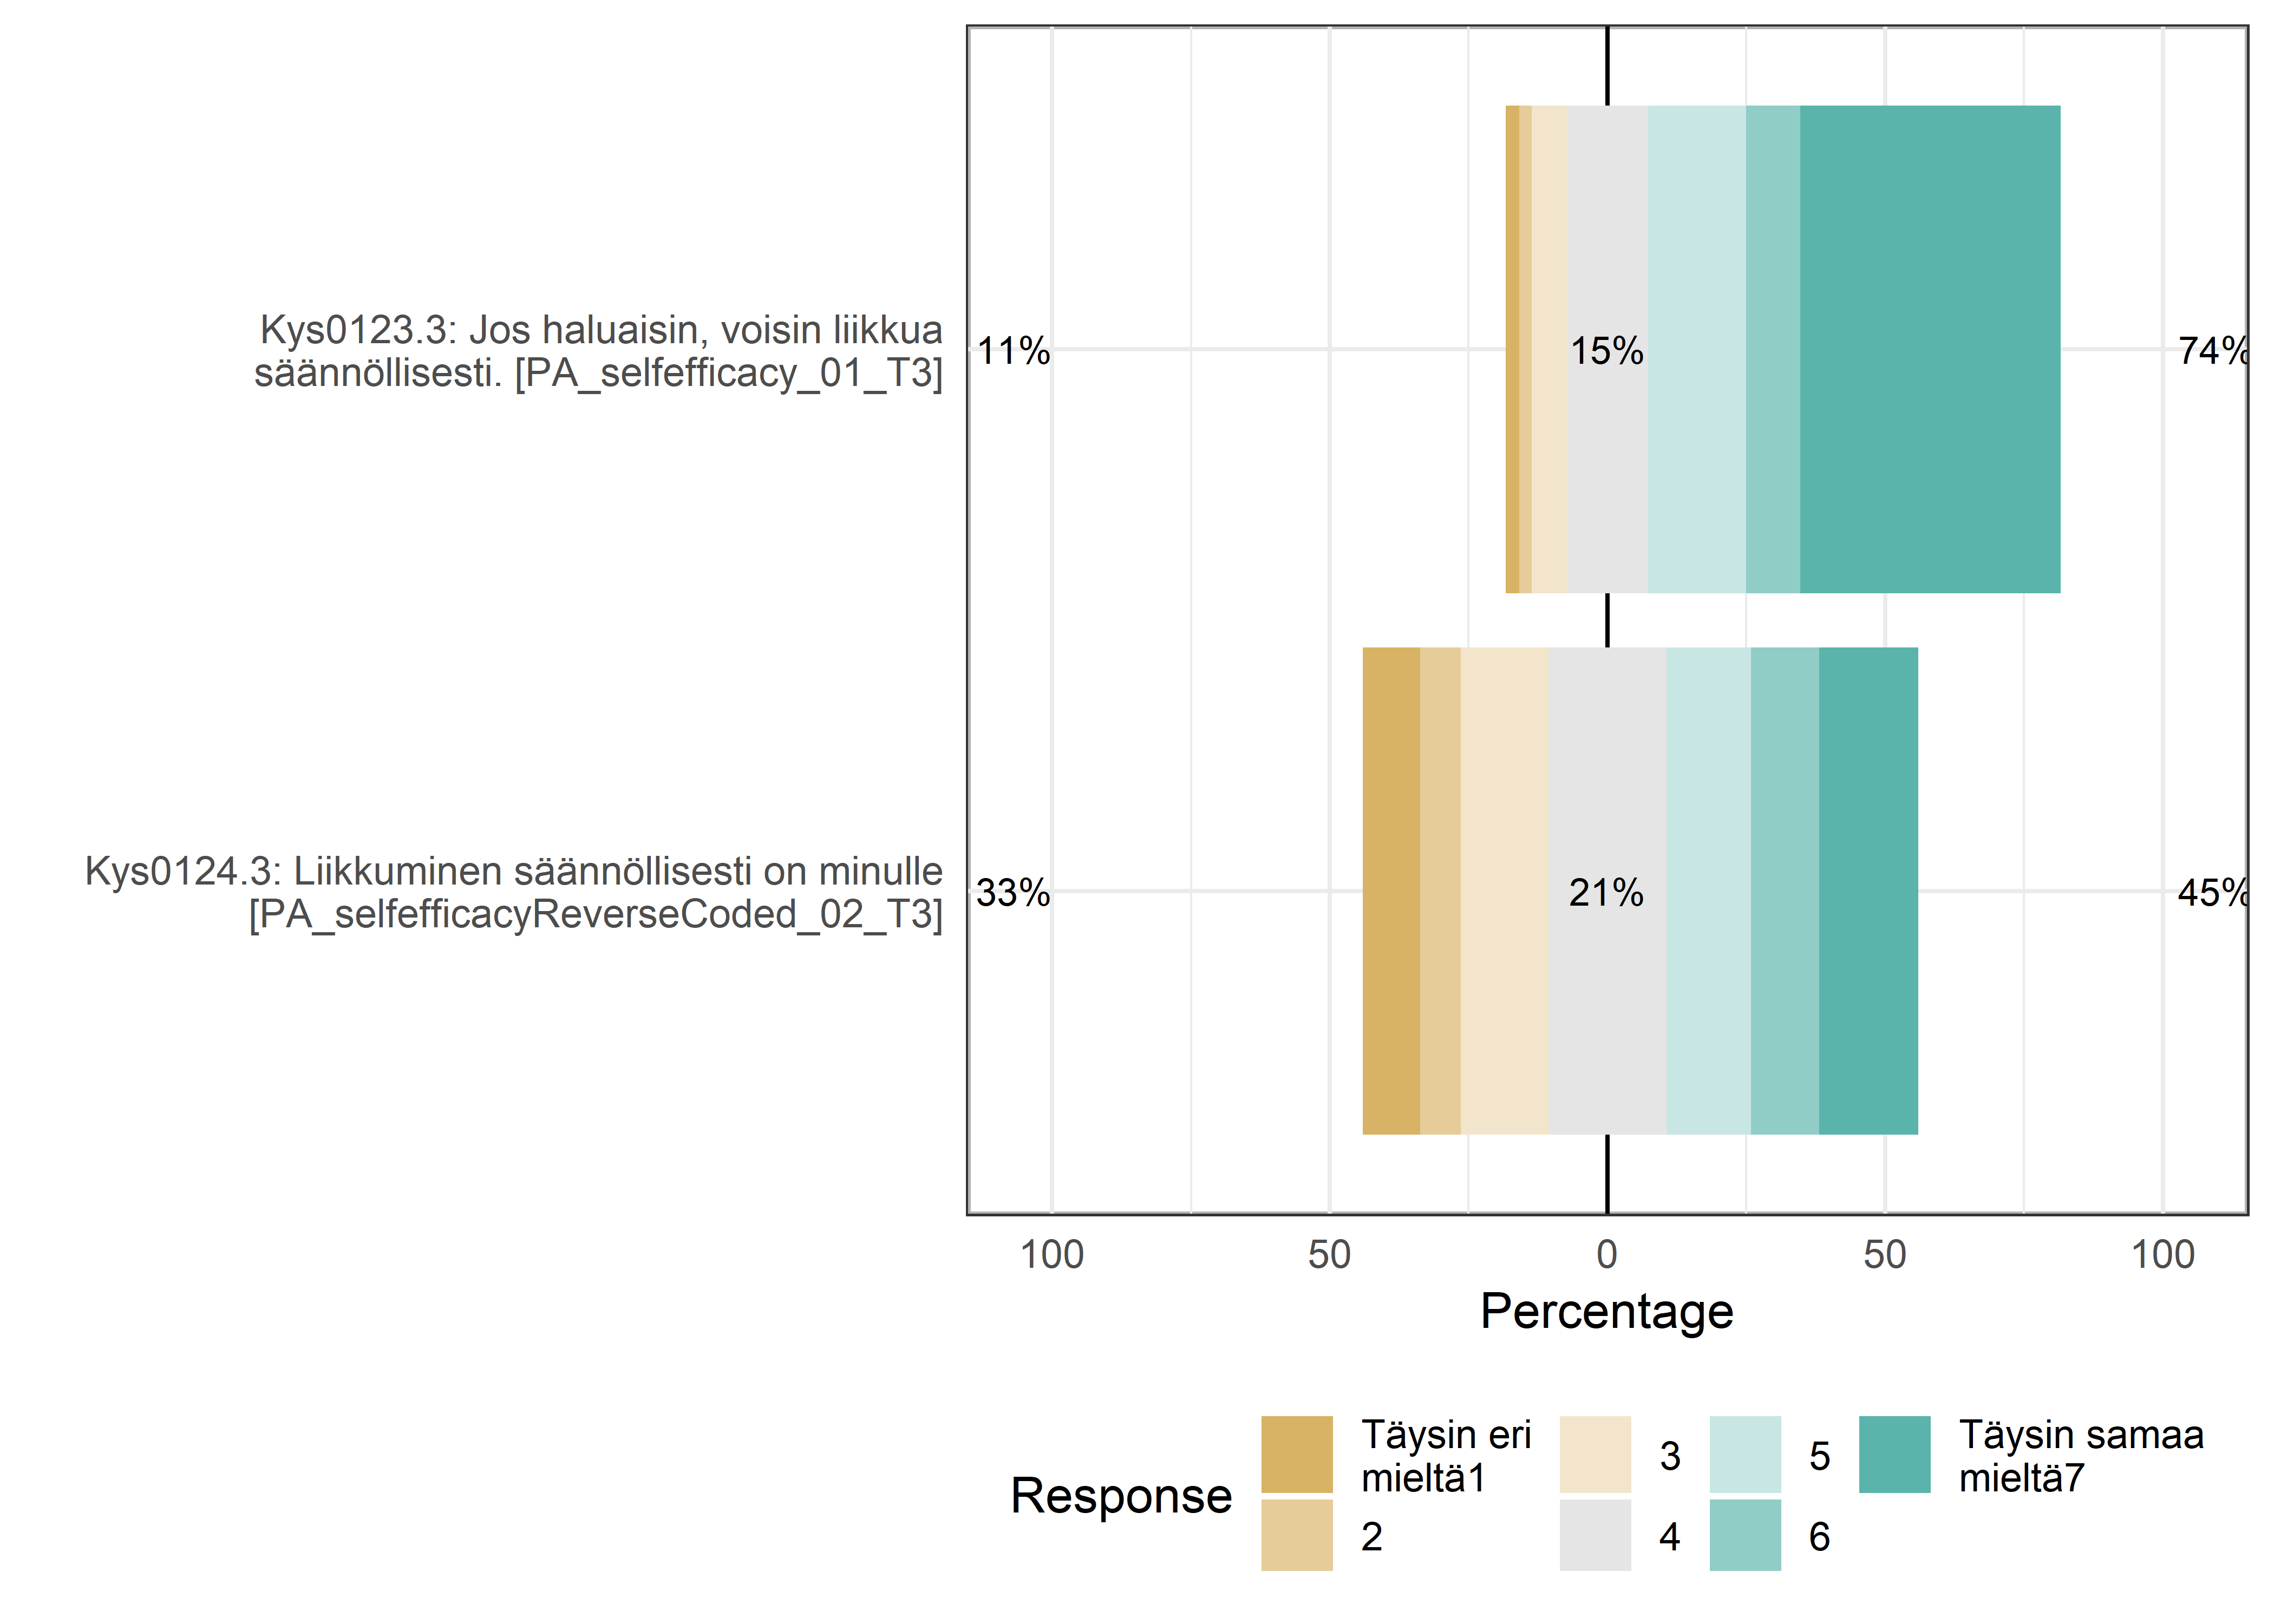 Kys0123.3: Jos haluaisin, voisin liikkua
säännöllisesti. [PA_selfefficacy_01_T3]
11%
15%
74%
Kys0124.3: Liikkuminen säännöllisesti on minulle
[PA_selfefficacyReverseCoded_02_T3]
33%
21%
45%
100
50
0
50
100
Percentage
Response
Täysin eri
mieltä1
2
3
4
5
6
Täysin samaa
mieltä7